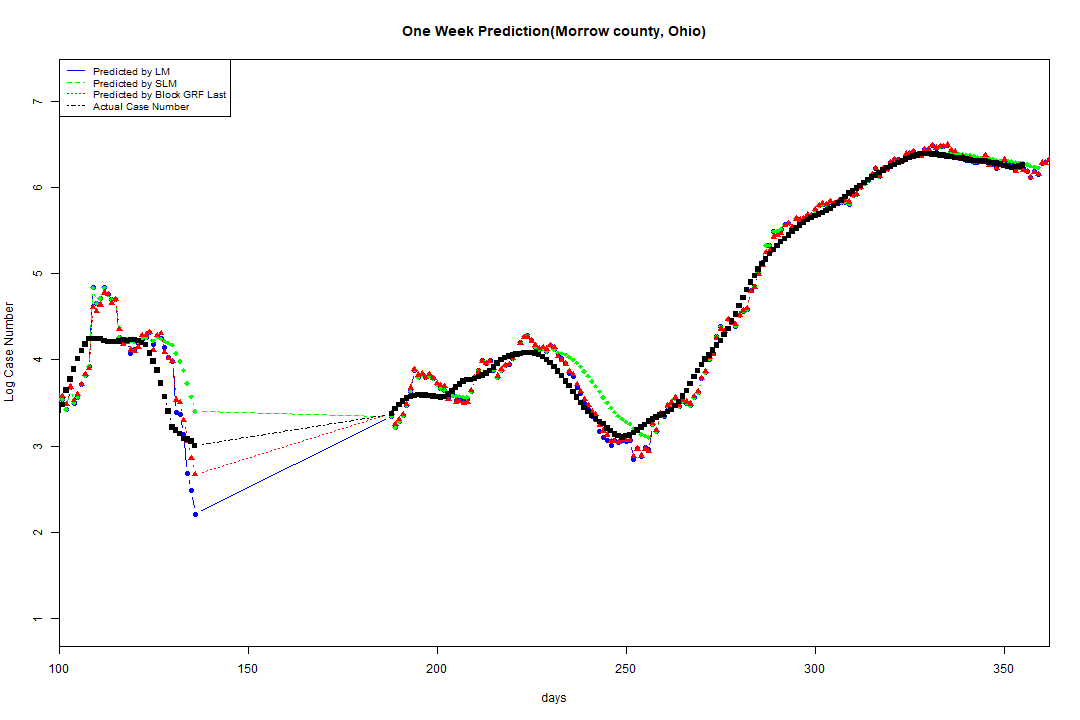 One Week Prediction(Morrow county, Ohio)
Predicted by LM
Predicted by SLM
Predicted by Block GRF Last
Actual Case Number
7
6
5
4
3
2
1
Log Case Number
100 150 200 250 300 350
days